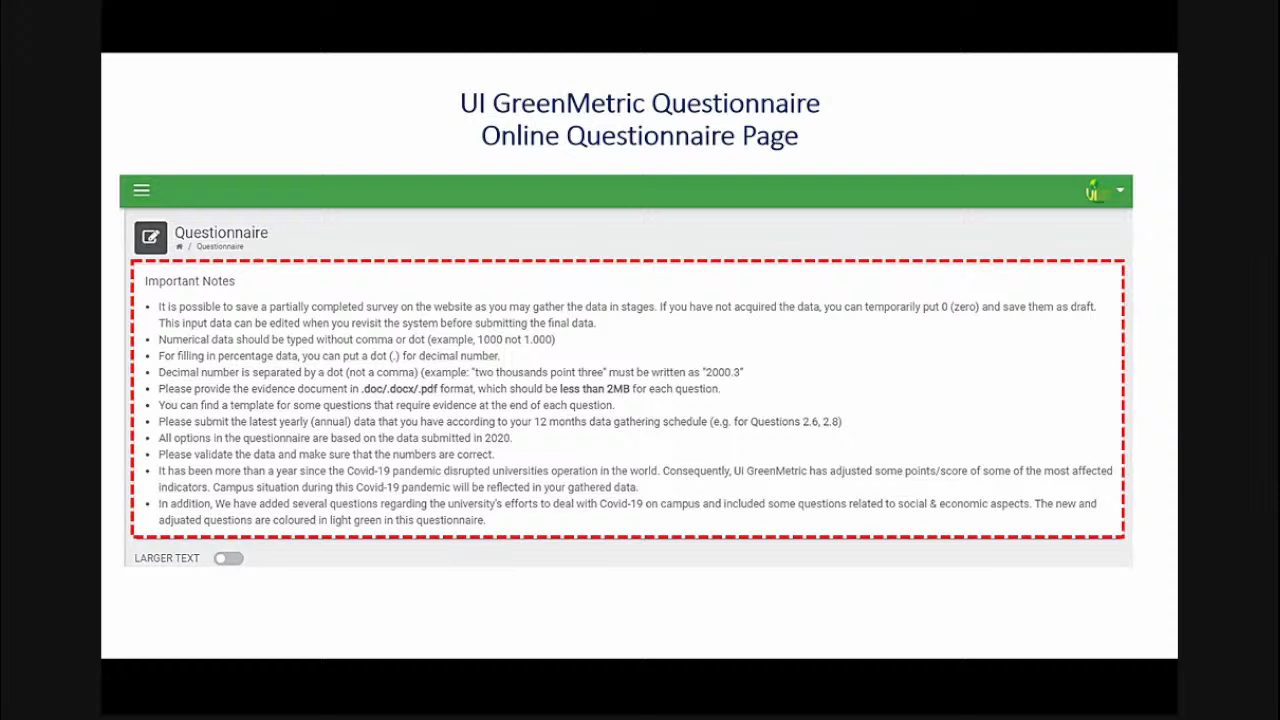 UI GreenMetric Questionnaire
Online Questionnaire Page
UI
Questionnaire
/ Questionnaire
Important Notes
• It is possible to save a partially completed survey on the website as you may gather the data in stages. If you have not acquired the data, you can temporarily put 0 (zero) and save them as draft.
This input data can be edited when you revisit the system before submitting the final data.
• Numerical data should be typed without comma or dot (example, 1000 not 1.000)
• For filling in percentage data, you can put a dot (.) for decimal number.
• Decimal number is separated by a dot (not a comma) (example: "two thousands point three" must be written as "2000.3"
• Please provide the evidence document in .doc/.docx/.pdf format, which should be less than 2MB for each question.
• You can find a template for some questions that require evidence at the end of each question.
• Please submit the latest yearly (annual) data that you have according to your 12 months data gathering schedule (e.g. for Questions 2.6, 2.8)
• All options in the questionnaire are based on the data submitted in 2020.
• Please validate the data and make sure that the numbers are correct.
• It has been more than a year since the Covid-19 pandemic disrupted universities operation in the world. Consequently, UI GreenMetric has adjusted some points/score of some of the most affected
indicators. Campus situation during this Covid-19 pandemic will be reflected in your gathered data.
• In addition, We have added several questions regarding the university's efforts to deal with Covid-19 on campus and included some questions related to social & economic aspects. The new and
adjuated questions are coloured in light green in this questionnaire.
LARGER TEXT